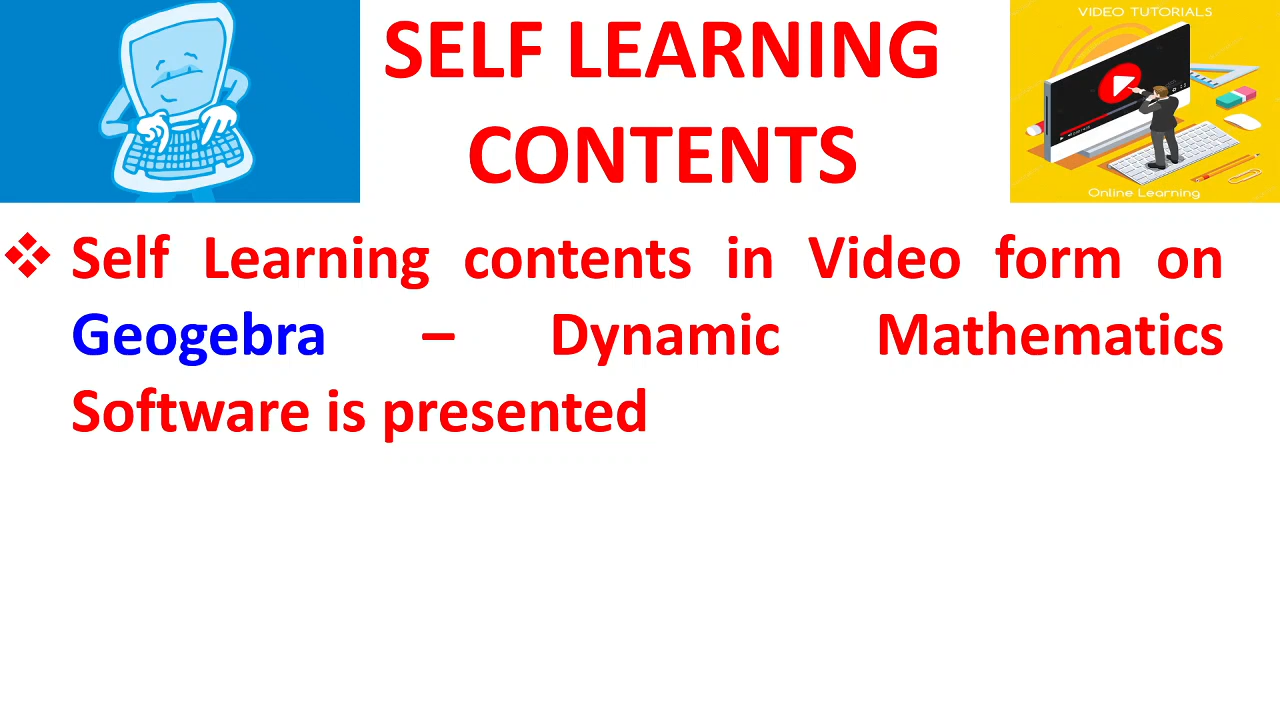 SELF LEARNING
CONTENTS
VIDEO TUTORIALS
Online Learning
❖ Self Learning contents in Video form on
Geogebra – Dynamic Mathematics
Software is presented